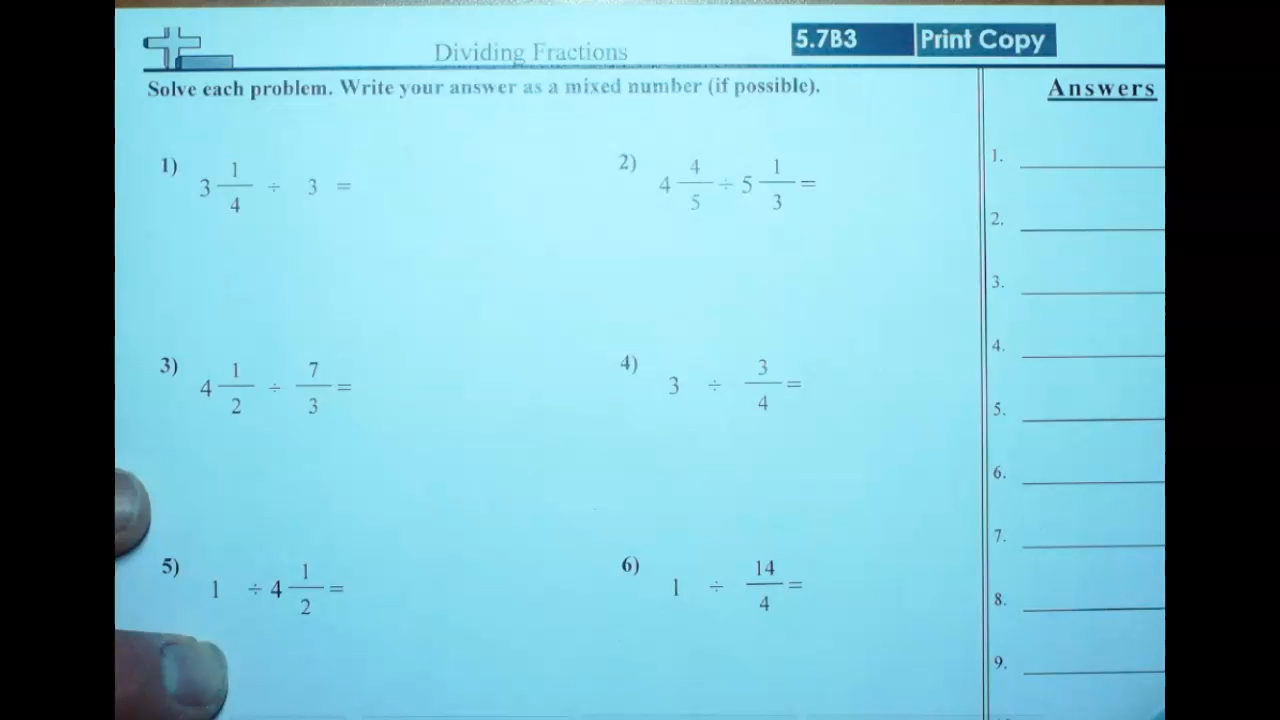 Dividing Fractions
5.7B3
Print Copy
Solve each problem. Write your answer as a mixed number (if possible).
Answers
1) 3 1/4 ÷ 3 =
2) 4 4/5 ÷ 5 1/3 =
3) 4 1/2 ÷ 7/3 =
4) 3 ÷ 3/4 =
5) 1 ÷ 4 1/2 =
6) 1 ÷ 14/4 =
1.
2.
3.
4.
5.
6.
7.
8.
9.